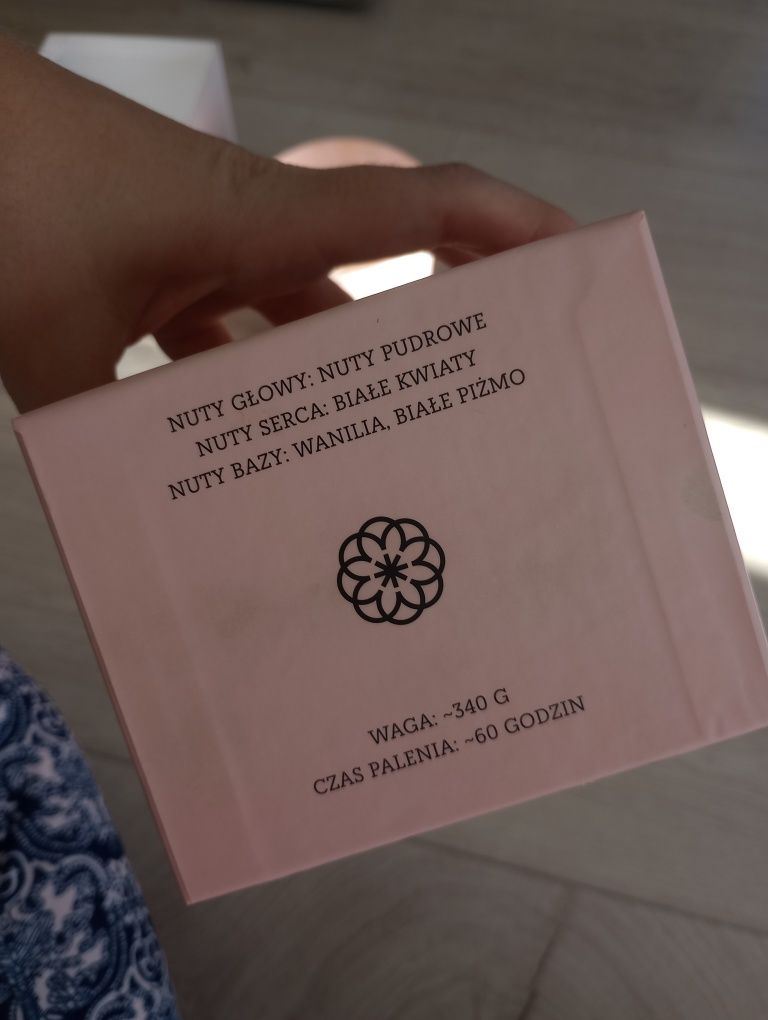 NUTY GŁOWY: NUTY PUDROWE
NUTY SERCA: BIAŁE KWIATY
NUTY BAZY: WANILIA, BIAŁE PIŻMO
WAGA: ~340 G
CZAS PALENIA: ~60 GODZIN